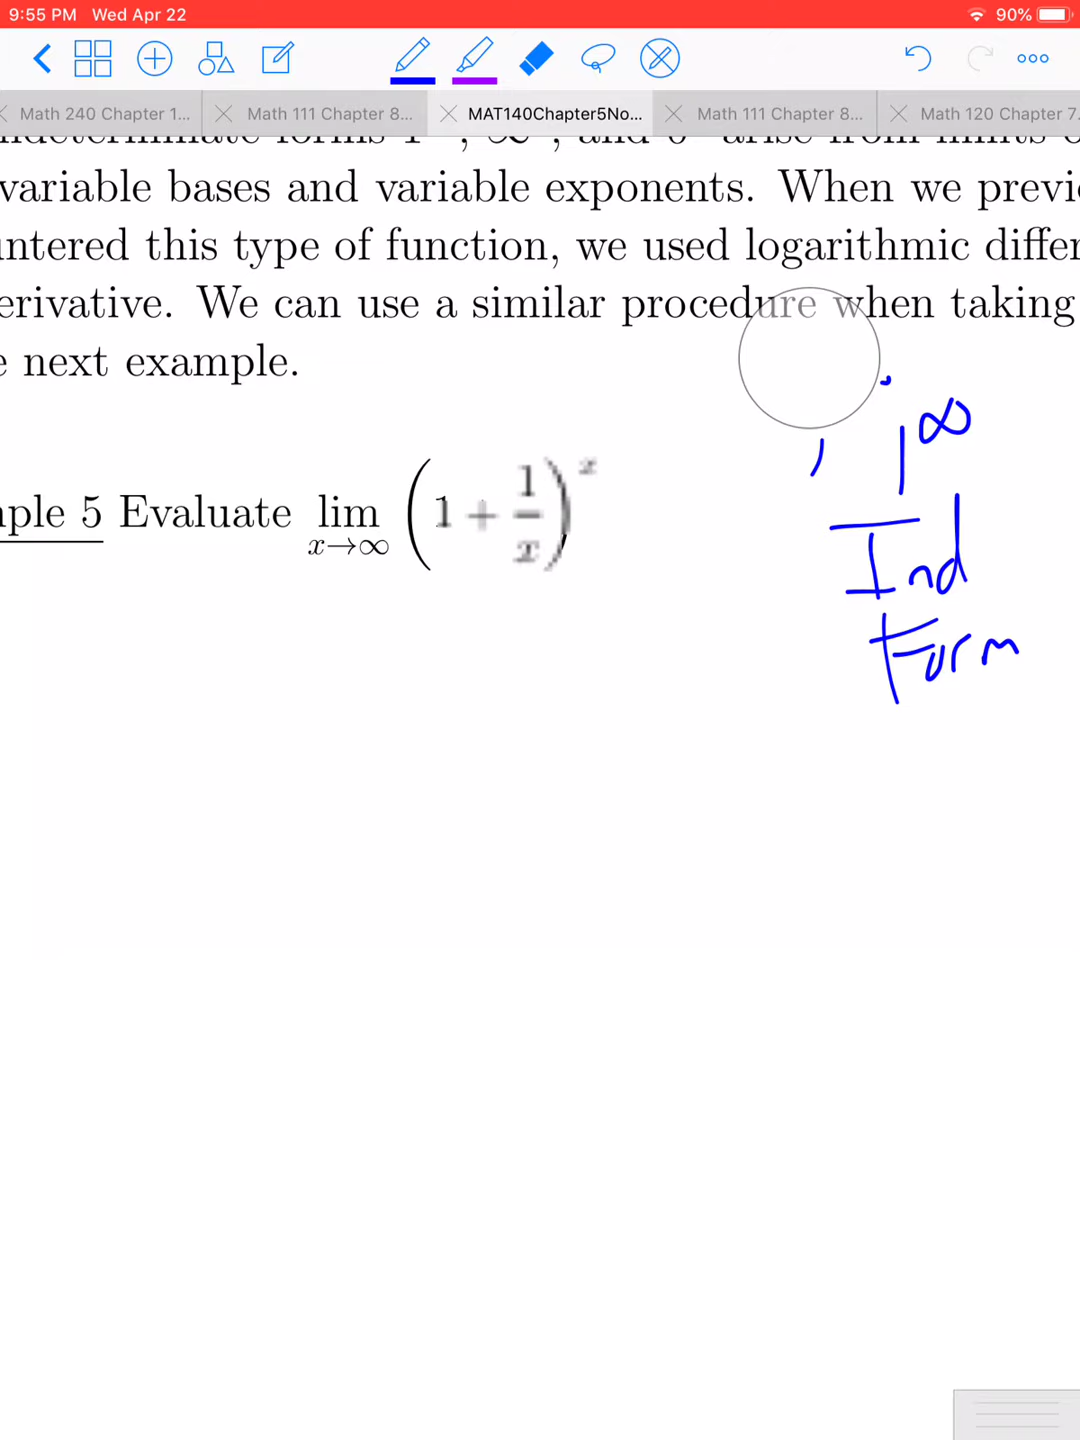 9:55 PM Wed Apr 22
90%
Math 240 Chapter 1...
Math 111 Chapter 8...
MAT140Chapter5No...
Math 111 Chapter 8...
Math 120 Chapter 7.
variable bases and variable exponents. When we previ
ntered this type of function, we used logarithmic differ
erivative. We can use a similar procedure when taking
e next example.
ple 5 Evaluate lim x→∞ (1 + 1/x)^x
1^∞
Ind
Form